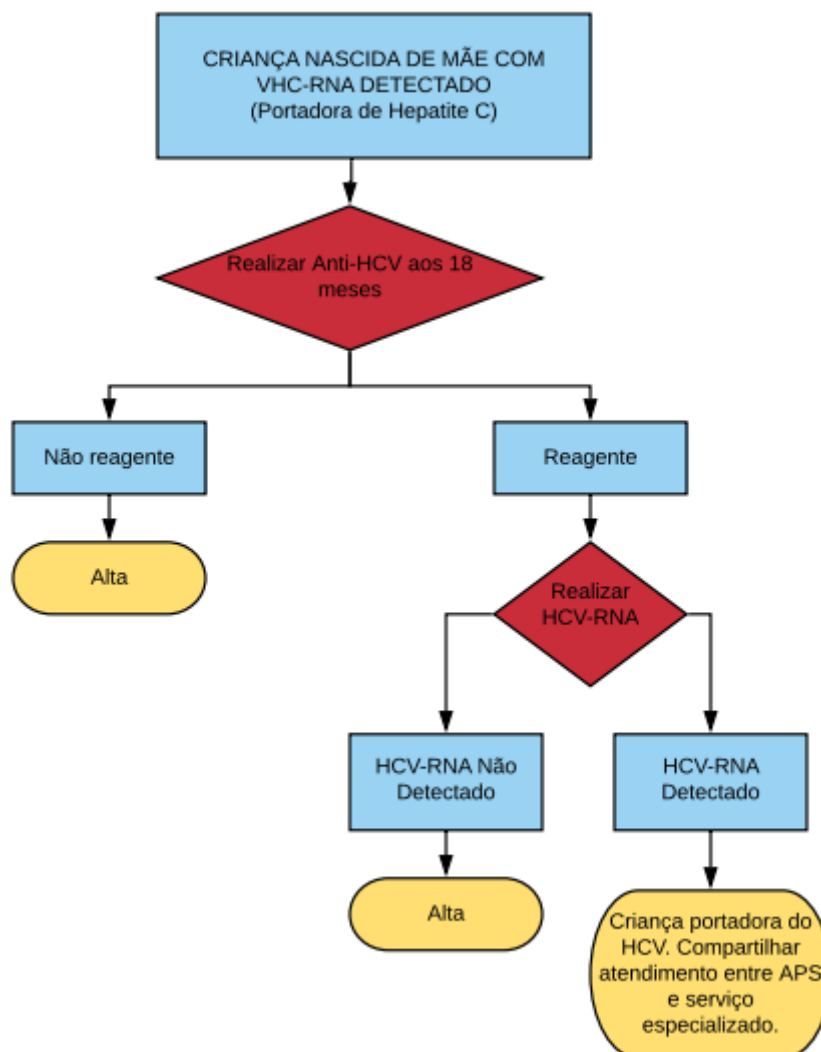 CRIANÇA NASCIDA DE MÃE COM
VHC-RNA DETECTADO
(Portadora de Hepatite C)
Realizar Anti-HCV aos 18
meses
Não reagente
Reagente
Alta
Realizar
HCV-RNA
HCV-RNA Não
Detectado
HCV-RNA
Detectado
Alta
Criança portadora do
HCV. Compartilhar
atendimento entre APS
e serviço
especializado.